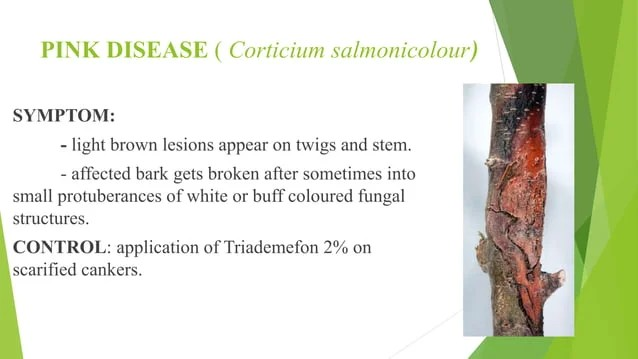 PINK DISEASE ( Corticium salmonicolour)
SYMPTOM:
- light brown lesions appear on twigs and stem.
- affected bark gets broken after sometimes into
small protuberances of white or buff coloured fungal
structures.
CONTROL: application of Triademefon 2% on
scarified cankers.